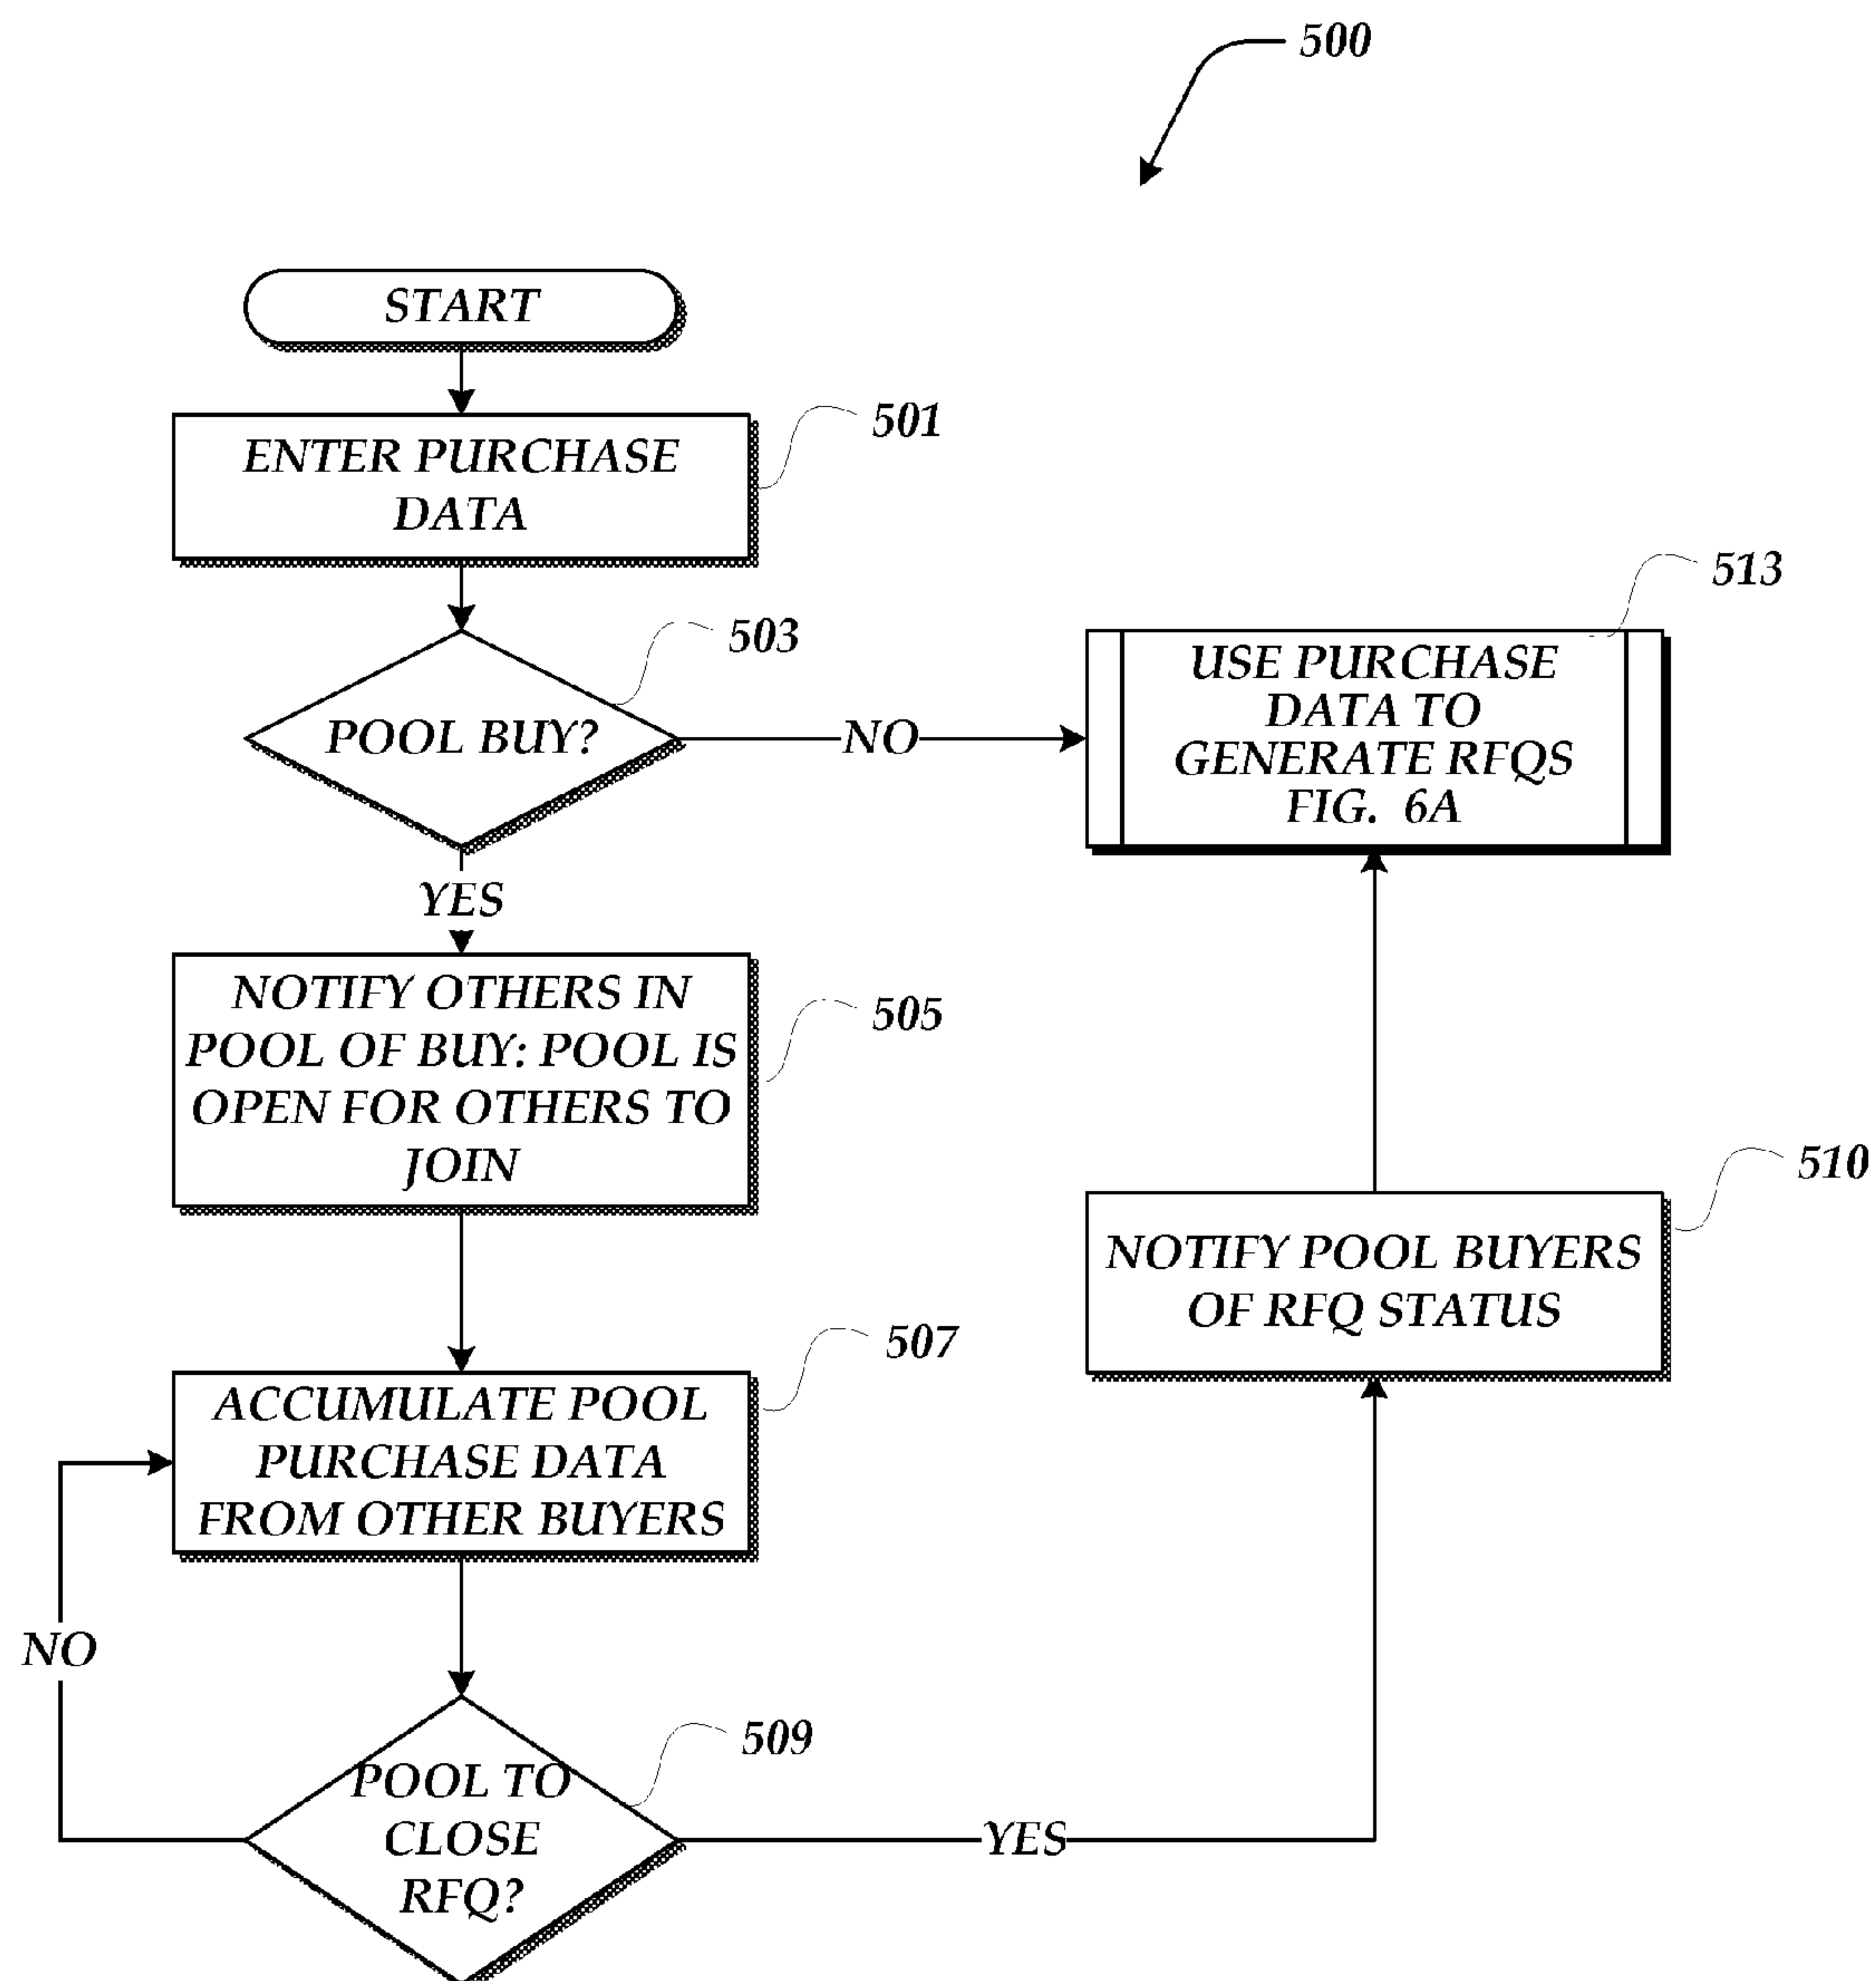 500
START
501
ENTER PURCHASE
DATA
503
POOL BUY?
NO
513
USE PURCHASE
DATA TO
GENERATE RFQS
FIG. 6A
YES
505
NOTIFY OTHERS IN
POOL OF BUY: POOL IS
OPEN FOR OTHERS TO
JOIN
510
NOTIFY POOL BUYERS
OF RFQ STATUS
507
ACCUMULATE POOL
PURCHASE DATA
FROM OTHER BUYERS
NO
509
POOL TO
CLOSE
RFQ?
YES